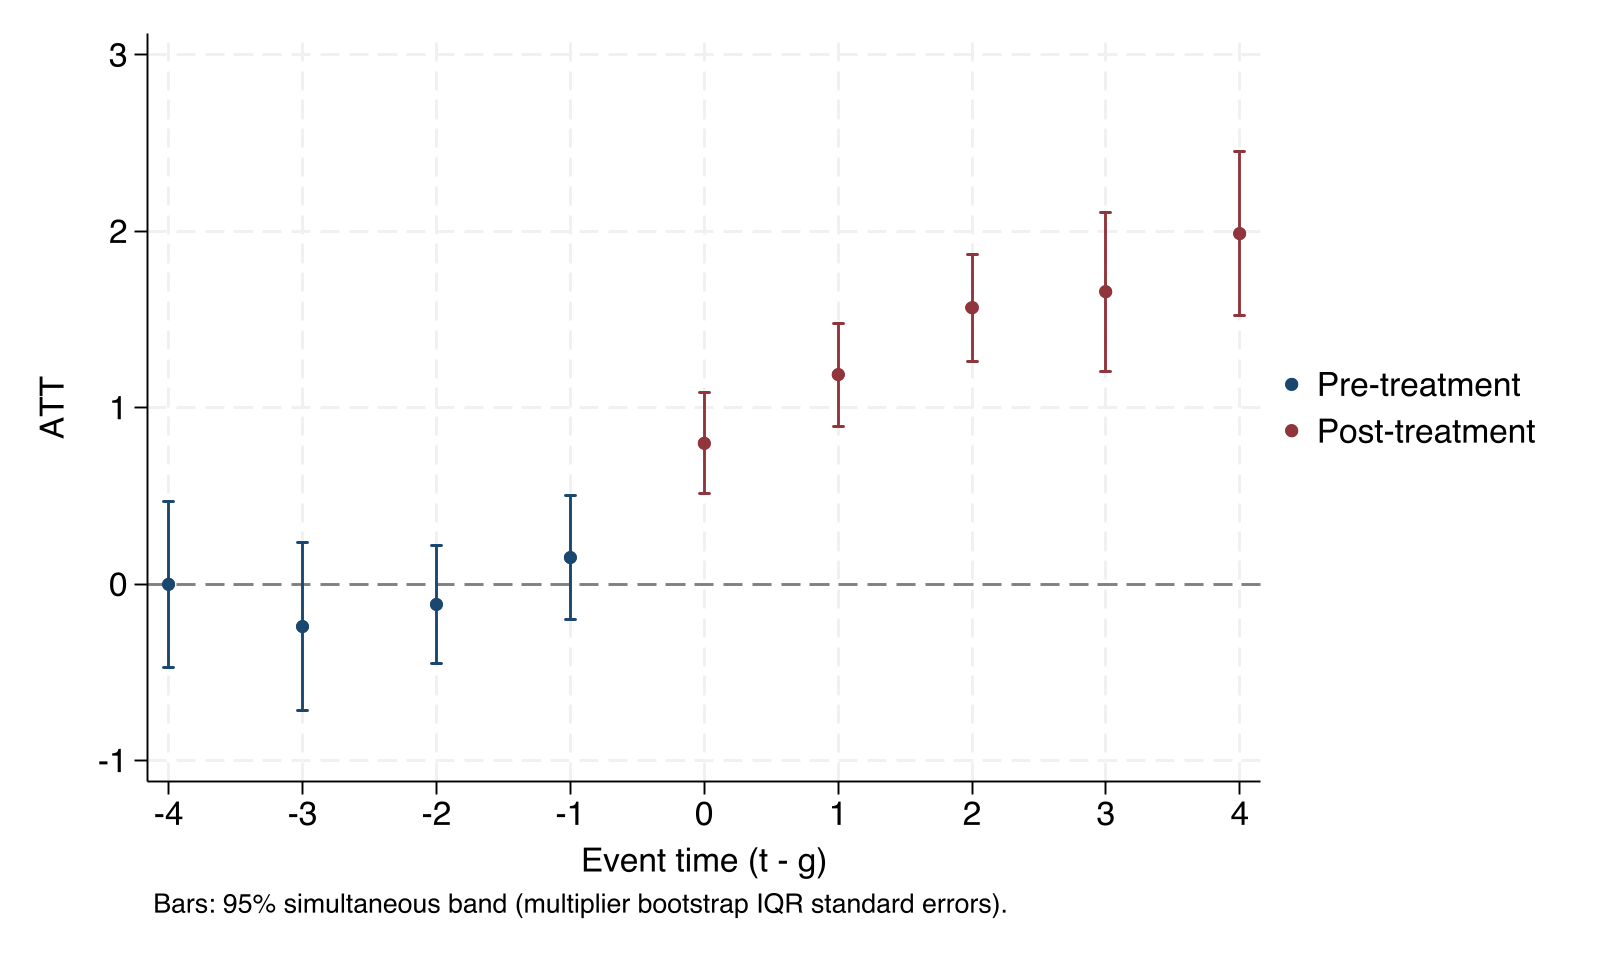 3
2
1
0
-1
ATT
-4 -3 -2 -1 0 1 2 3 4
Event time (t - g)
Bars: 95% simultaneous band (multiplier bootstrap IQR standard errors).
Pre-treatment
Post-treatment